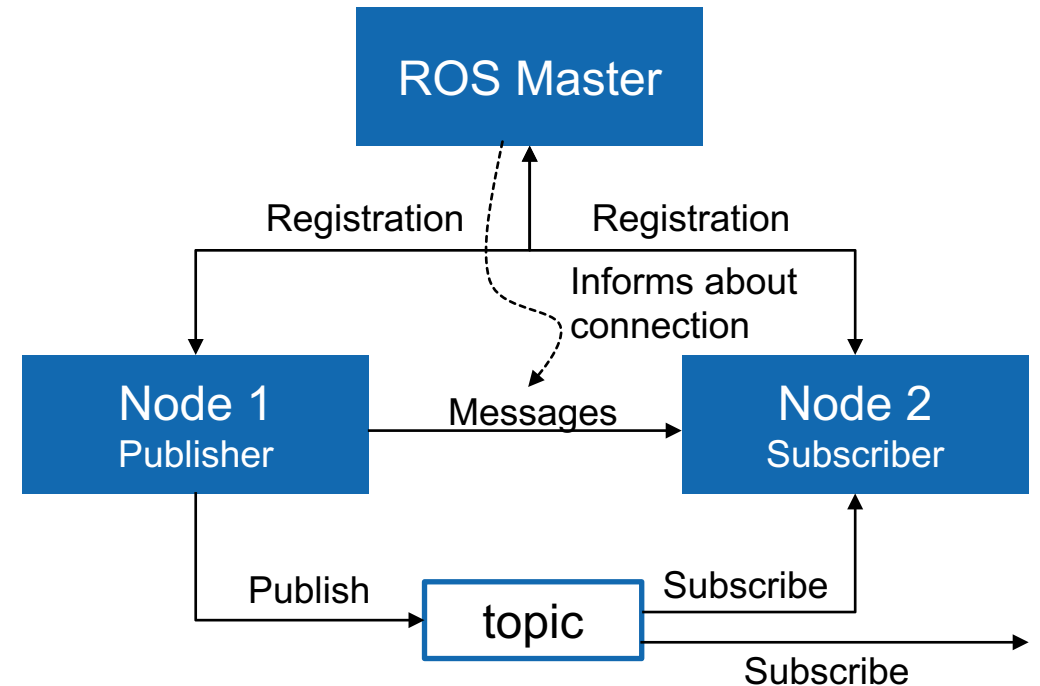 ROS Master
Registration
Registration
Informs about
connection
Node 1
Publisher
Messages
Node 2
Subscriber
Publish
topic
Subscribe
Subscribe